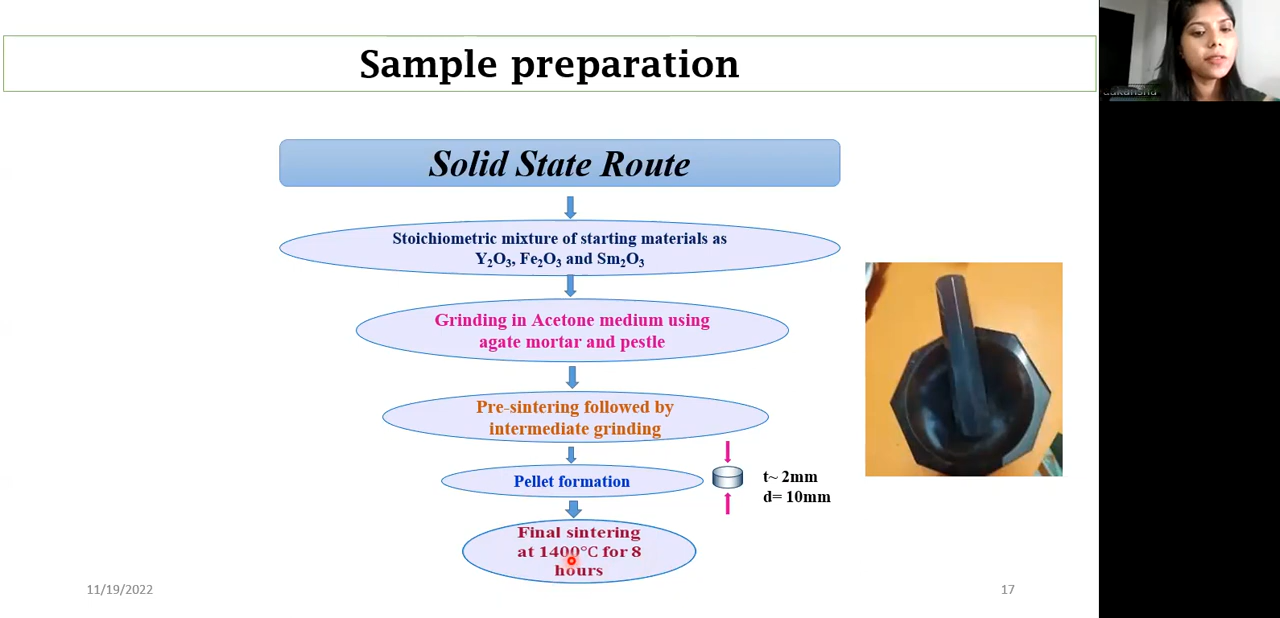 Sample preparation
Solid State Route
Stoichiometric mixture of starting materials as
Y₂O₃, Fe₂O₃ and Sm₂O₃
Grinding in Acetone medium using
agate mortar and pestle
Pre-sintering followed by
intermediate grinding
Pellet formation
t~ 2mm
d= 10mm
Final sintering
at 1400°C for 8
hours
11/19/2022
17